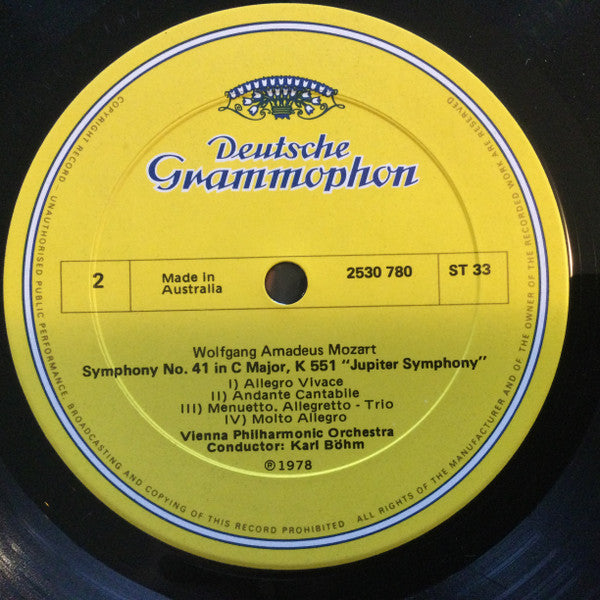 Deutsche
Grammophon
2
Made in
Australia
2530 780
ST 33
Wolfgang Amadeus Mozart
Symphony No. 41 in C Major, K 551 "Jupiter Symphony"
I) Allegro Vivace
II) Andante Cantabile
III) Menuetto. Allegretto - Trio
IV) Molto Allegro
Vienna Philharmonic Orchestra
Conductor: Karl Böhm
℗ 1978
COPYRIGHT RECORD. UNAUTHORISED PUBLIC PERFORMANCE, BROADCASTING AND COPYING OF THIS RECORD PROHIBITED ALL RIGHTS OF THE MANUFACTURER AND OF THE OWNER OF THE RECORDED WORK ARE RESERVED